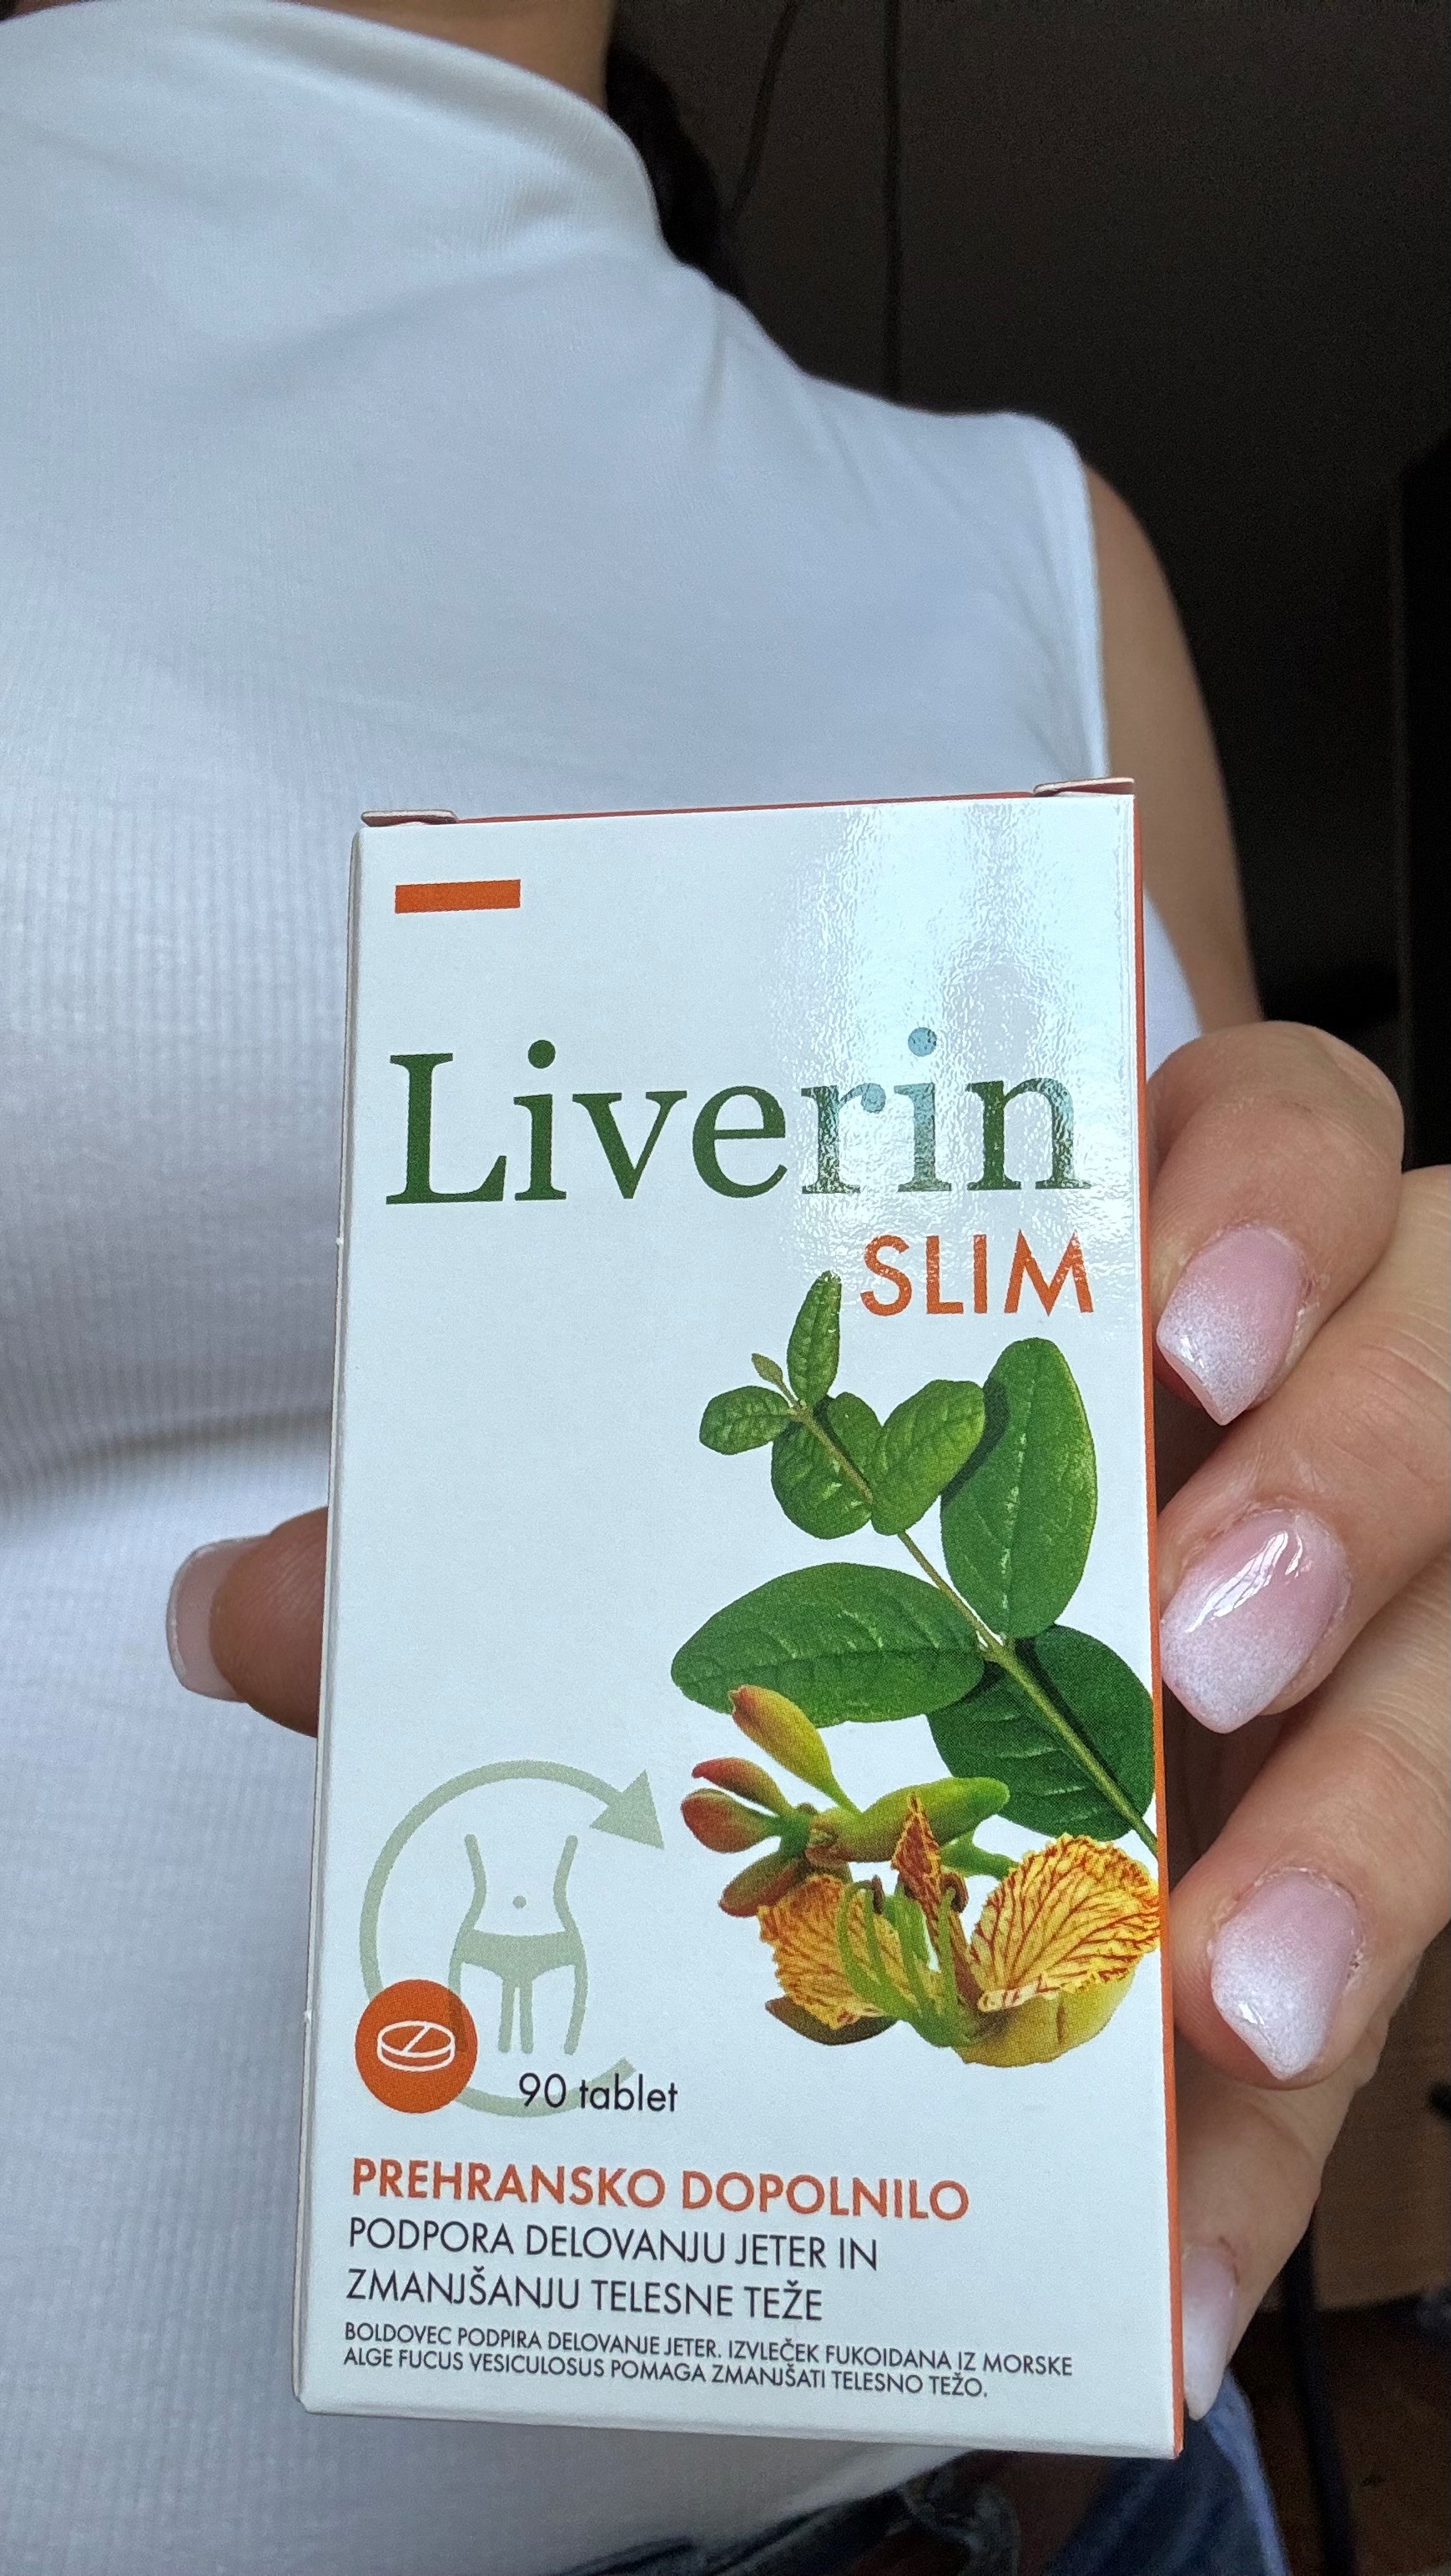 Liverin
SLIM
90 tablet
PREHRANSKO DOPOLNILO
PODPORA DELOVANJU JETER IN
ZMANJŠANJU TELESNE TEŽE
BOLDOVEC PODPIRA DELOVANJE JETER. IZVLEČEK FUKOIDANA IZ MORSKE
ALGE FUCUS VESICULOSUS POMAGA ZMANJŠATI TELESNO TEŽO.